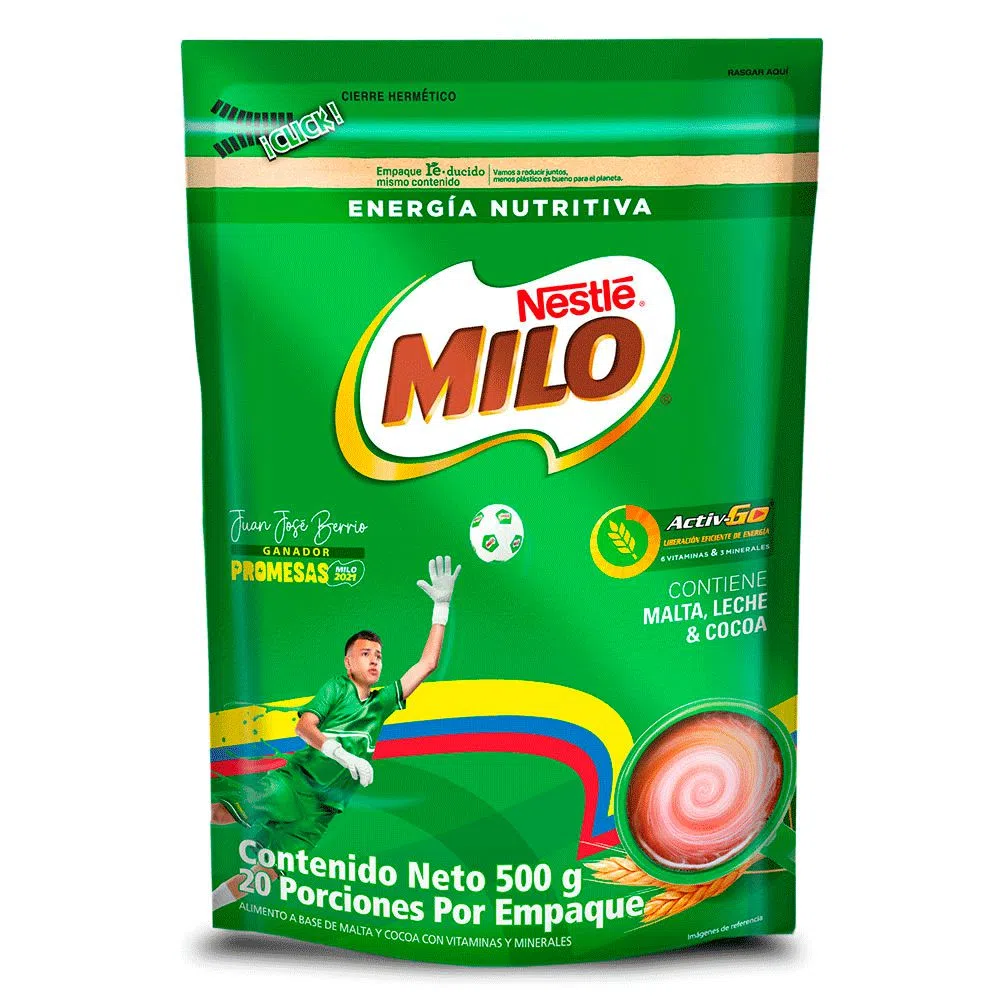 RASGAR AQUÍ
CIERRE HERMÉTICO
¡CLICK!
Empaque re·ducido
mismo contenido
Vamos a reducir juntos,
menos plástico es bueno para el planeta.
ENERGÍA NUTRITIVA
Nestlé®
MILO®
Juan José Berrio
GANADOR
PROMESAS
MILO
2021
Activ-GO®
LIBERACIÓN EFICIENTE DE ENERGÍA
6 VITAMINAS & 3 MINERALES
CONTIENE
MALTA, LECHE
& COCOA
Contenido Neto 500 g
20 Porciones Por Empaque
ALIMENTO A BASE DE MALTA Y COCOA CON VITAMINAS Y MINERALES
Imágenes de referencia